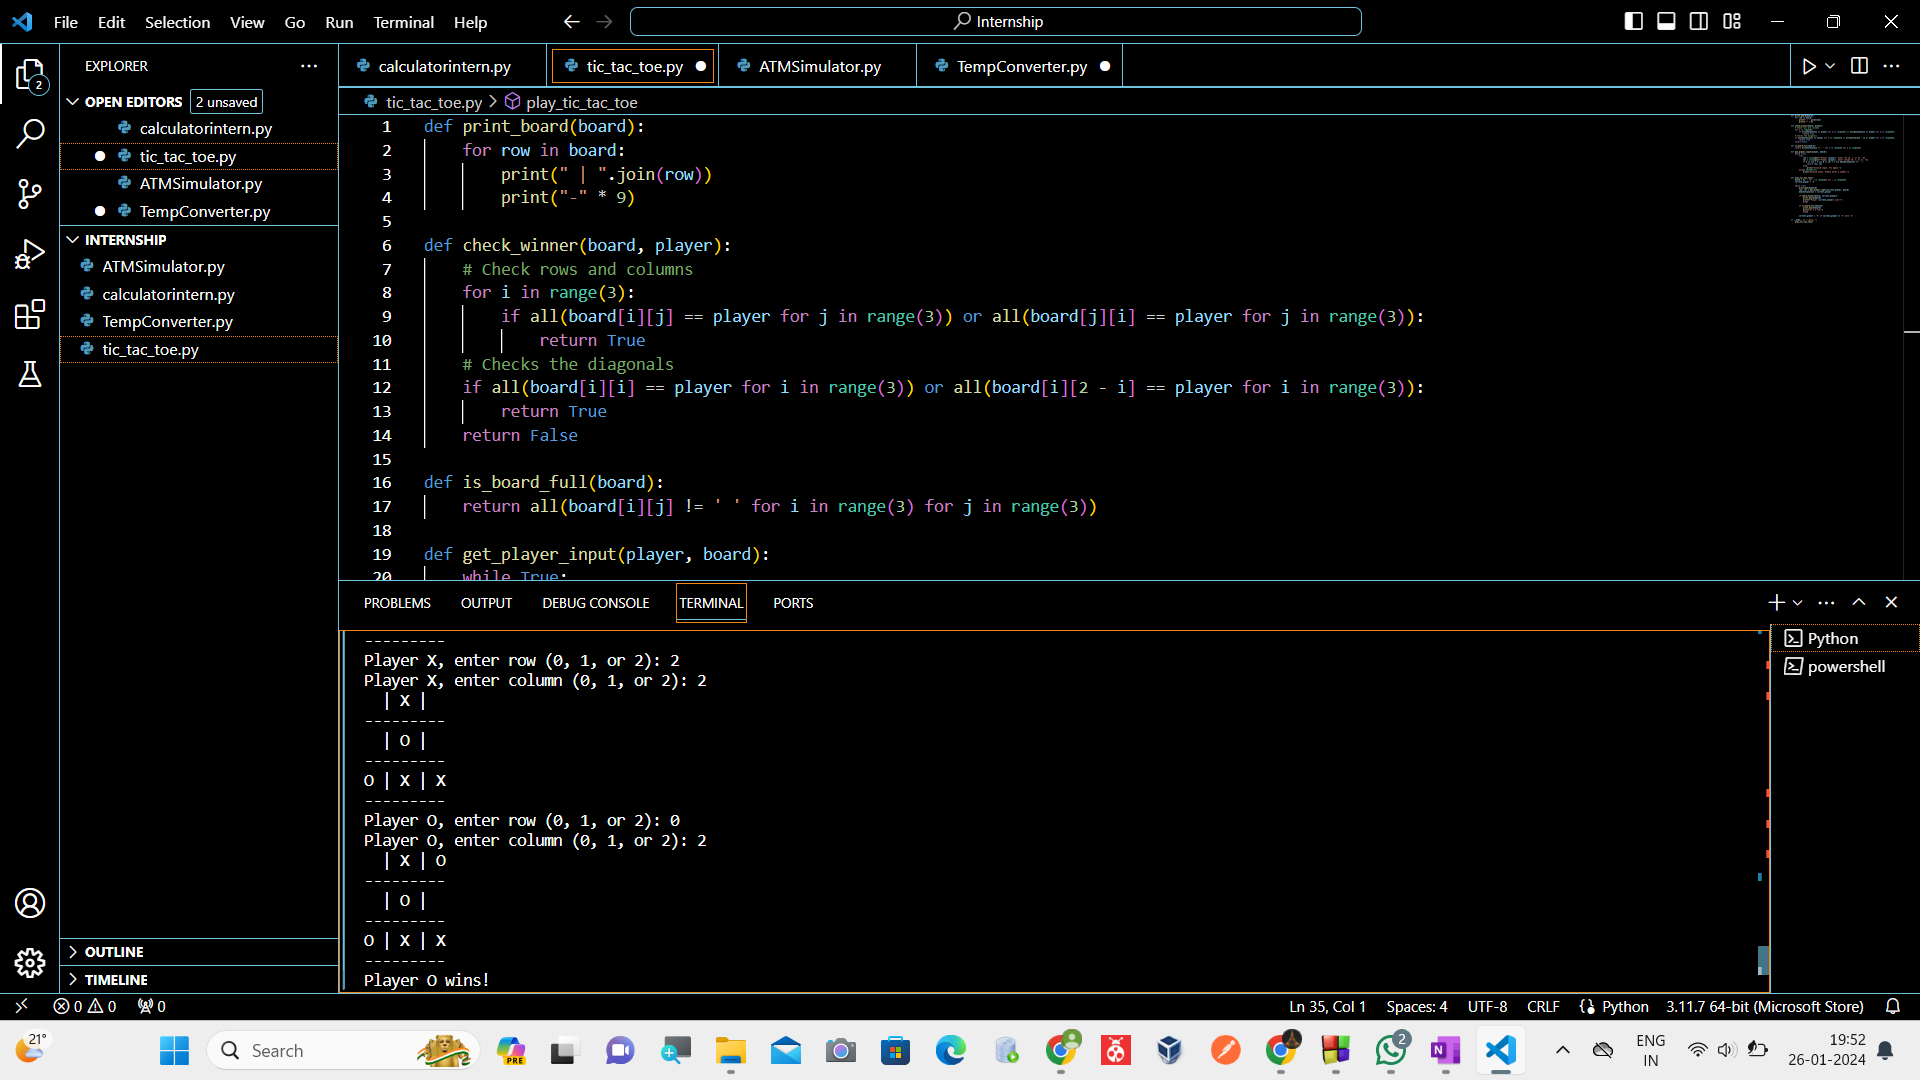 File Edit Selection View Go Run Terminal Help
Internship
EXPLORER
OPEN EDITORS 2 unsaved
calculatorintern.py
tic_tac_toe.py
ATMSimulator.py
TempConverter.py
INTERNSHIP
ATMSimulator.py
calculatorintern.py
TempConverter.py
tic_tac_toe.py
OUTLINE
TIMELINE
2
calculatorintern.py tic_tac_toe.py ATMSimulator.py TempConverter.py
tic_tac_toe.py > play_tic_tac_toe
1 def print_board(board):
2 for row in board:
3 print(" | ".join(row))
4 print("-" * 9)
5
6 def check_winner(board, player):
7 # Check rows and columns
8 for i in range(3):
9 if all(board[i][j] == player for j in range(3)) or all(board[j][i] == player for j in range(3)):
10 return True
11 # Checks the diagonals
12 if all(board[i][i] == player for i in range(3)) or all(board[i][2 - i] == player for i in range(3)):
13 return True
14 return False
15
16 def is_board_full(board):
17 return all(board[i][j] != ' ' for i in range(3) for j in range(3))
18
19 def get_player_input(player, board):
20 while True:
PROBLEMS OUTPUT DEBUG CONSOLE TERMINAL PORTS
Python
powershell
---------
Player X, enter row (0, 1, or 2): 2
Player X, enter column (0, 1, or 2): 2
  | X |
---------
  | O |
---------
O | X | X
---------
Player O, enter row (0, 1, or 2): 0
Player O, enter column (0, 1, or 2): 2
  | X | O
---------
  | O |
---------
O | X | X
---------
Player O wins!
0 0 0 Ln 35, Col 1 Spaces: 4 UTF-8 CRLF Python 3.11.7 64-bit (Microsoft Store)
21° Search PRE 2 N ENG IN 19:52
26-01-2024